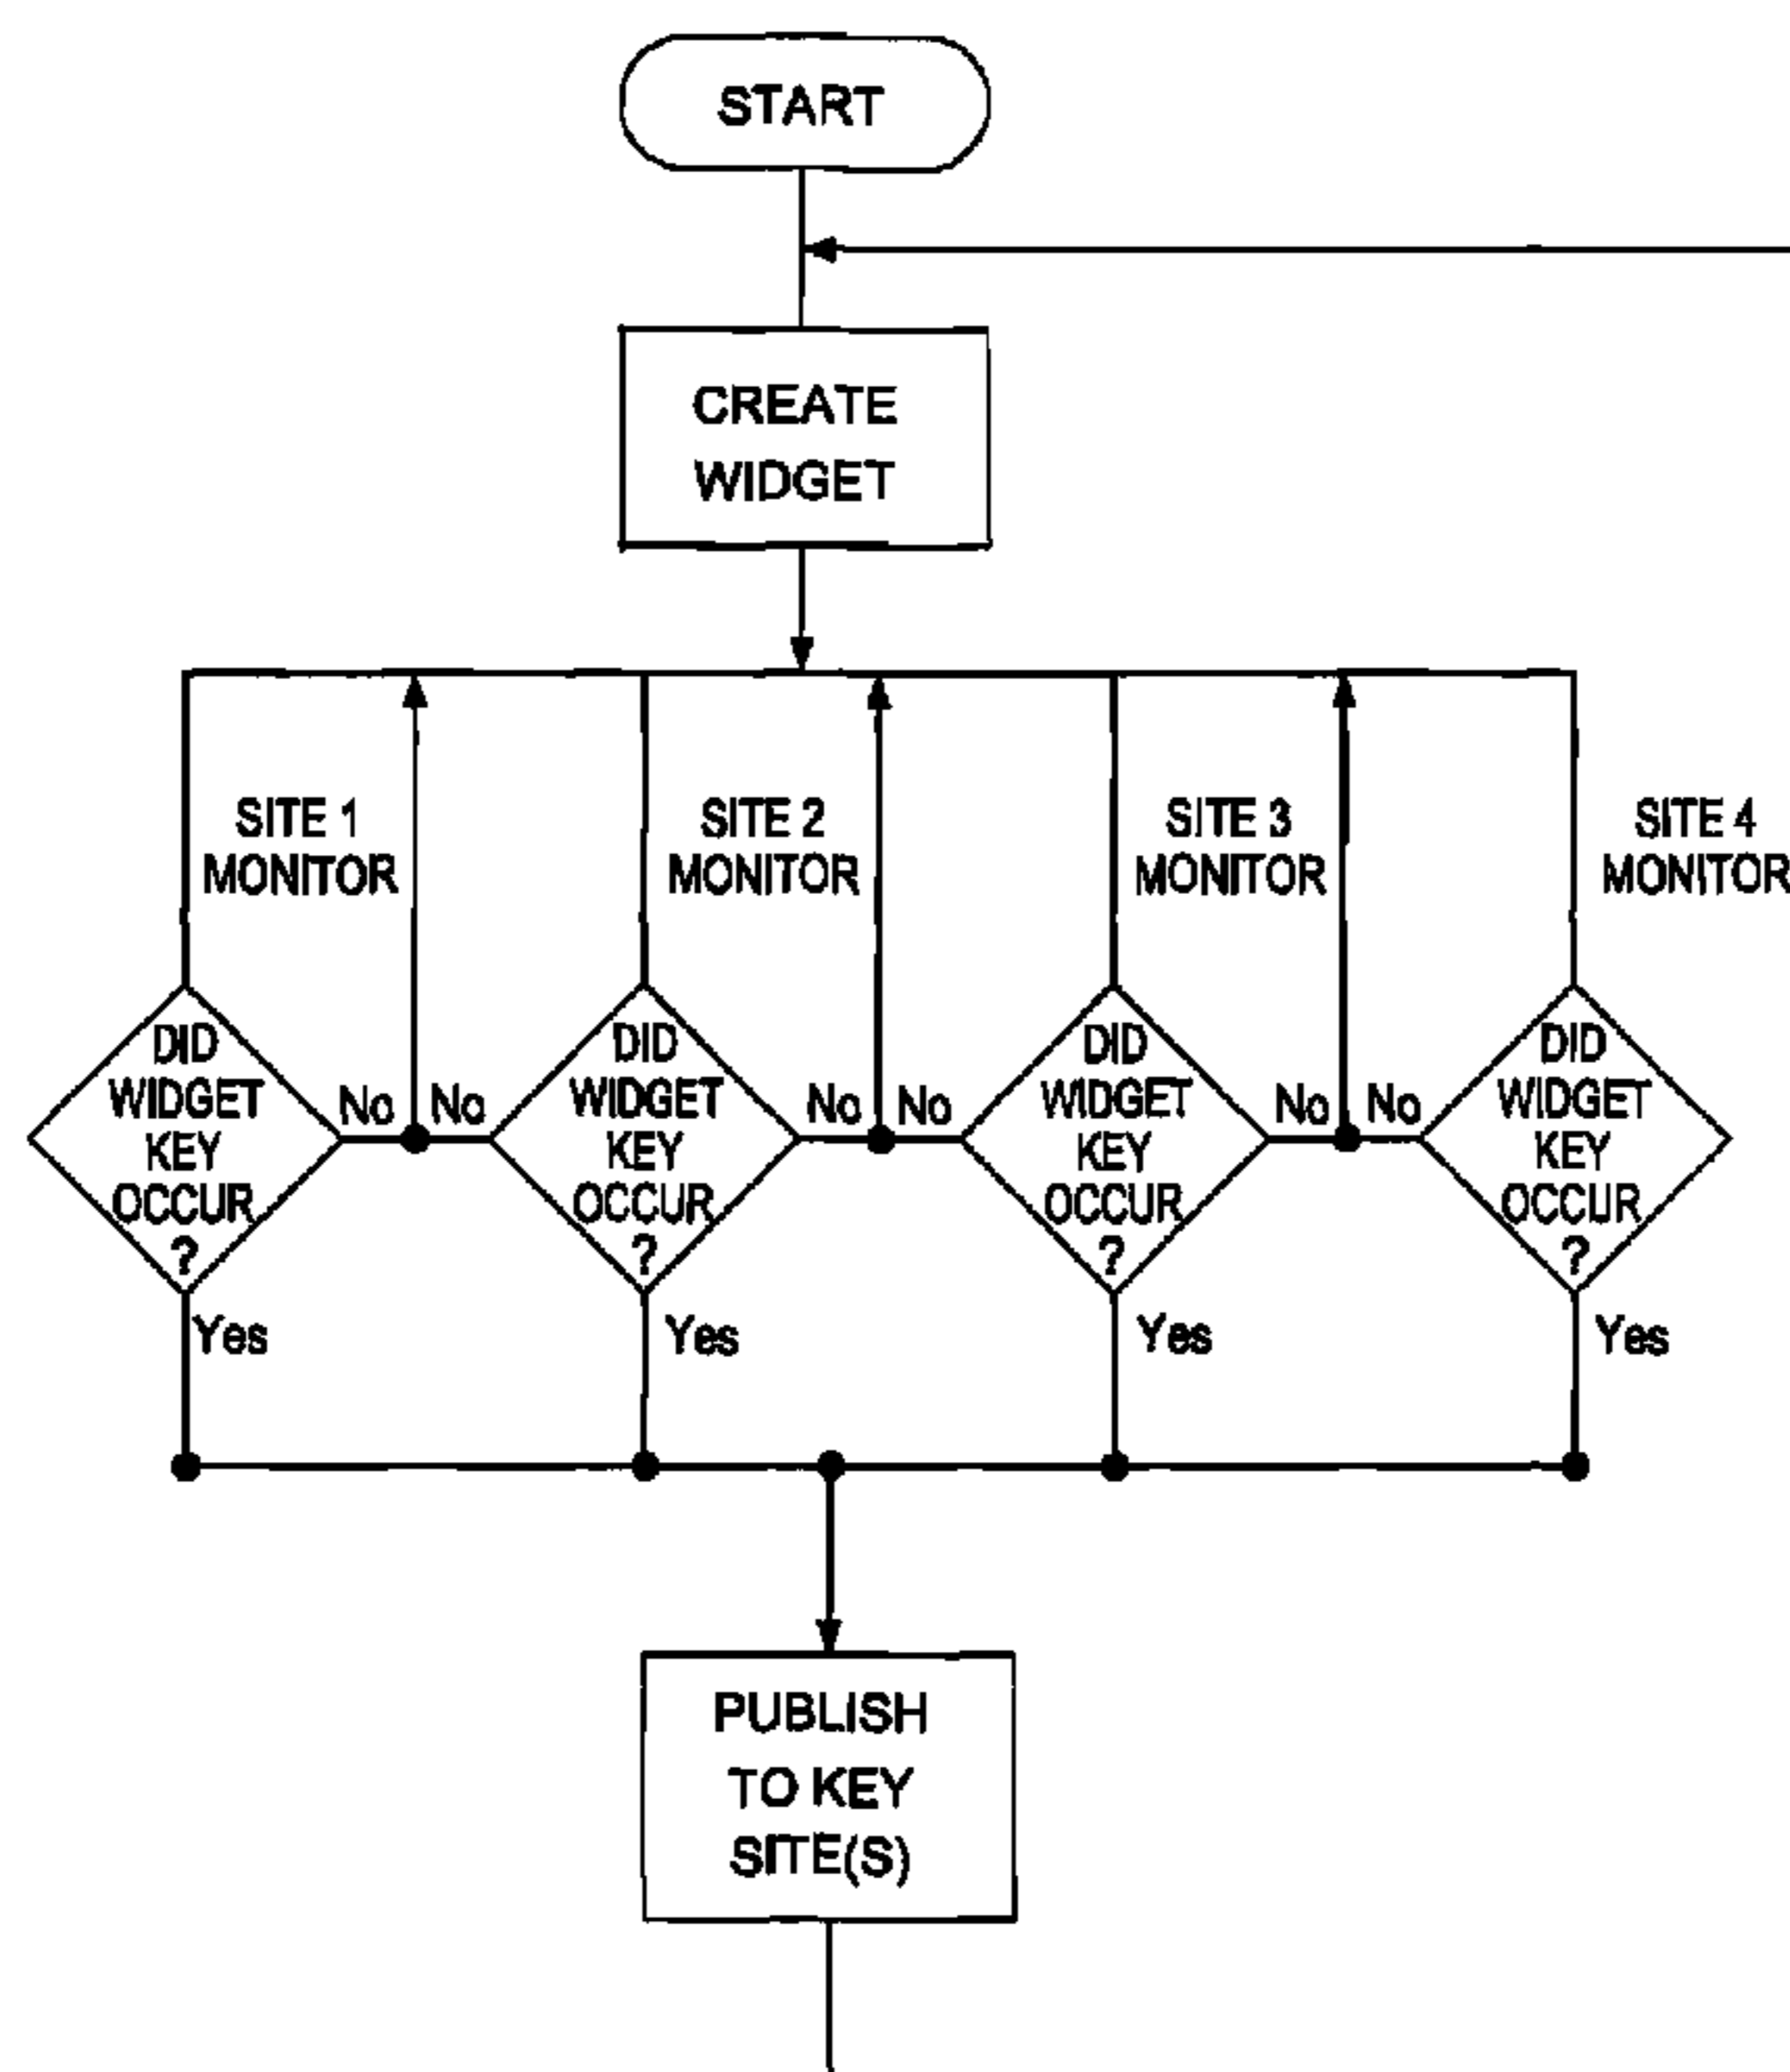 START
CREATE
WIDGET
SITE 1
MONITOR
SITE 2
MONITOR
SITE 3
MONITOR
SITE 4
MONITOR
DID
WIDGET
KEY
OCCUR
?
No
No
DID
WIDGET
KEY
OCCUR
?
No
No
DID
WIDGET
KEY
OCCUR
?
No
No
DID
WIDGET
KEY
OCCUR
?
Yes
Yes
Yes
Yes
PUBLISH
TO KEY
SITE(S)